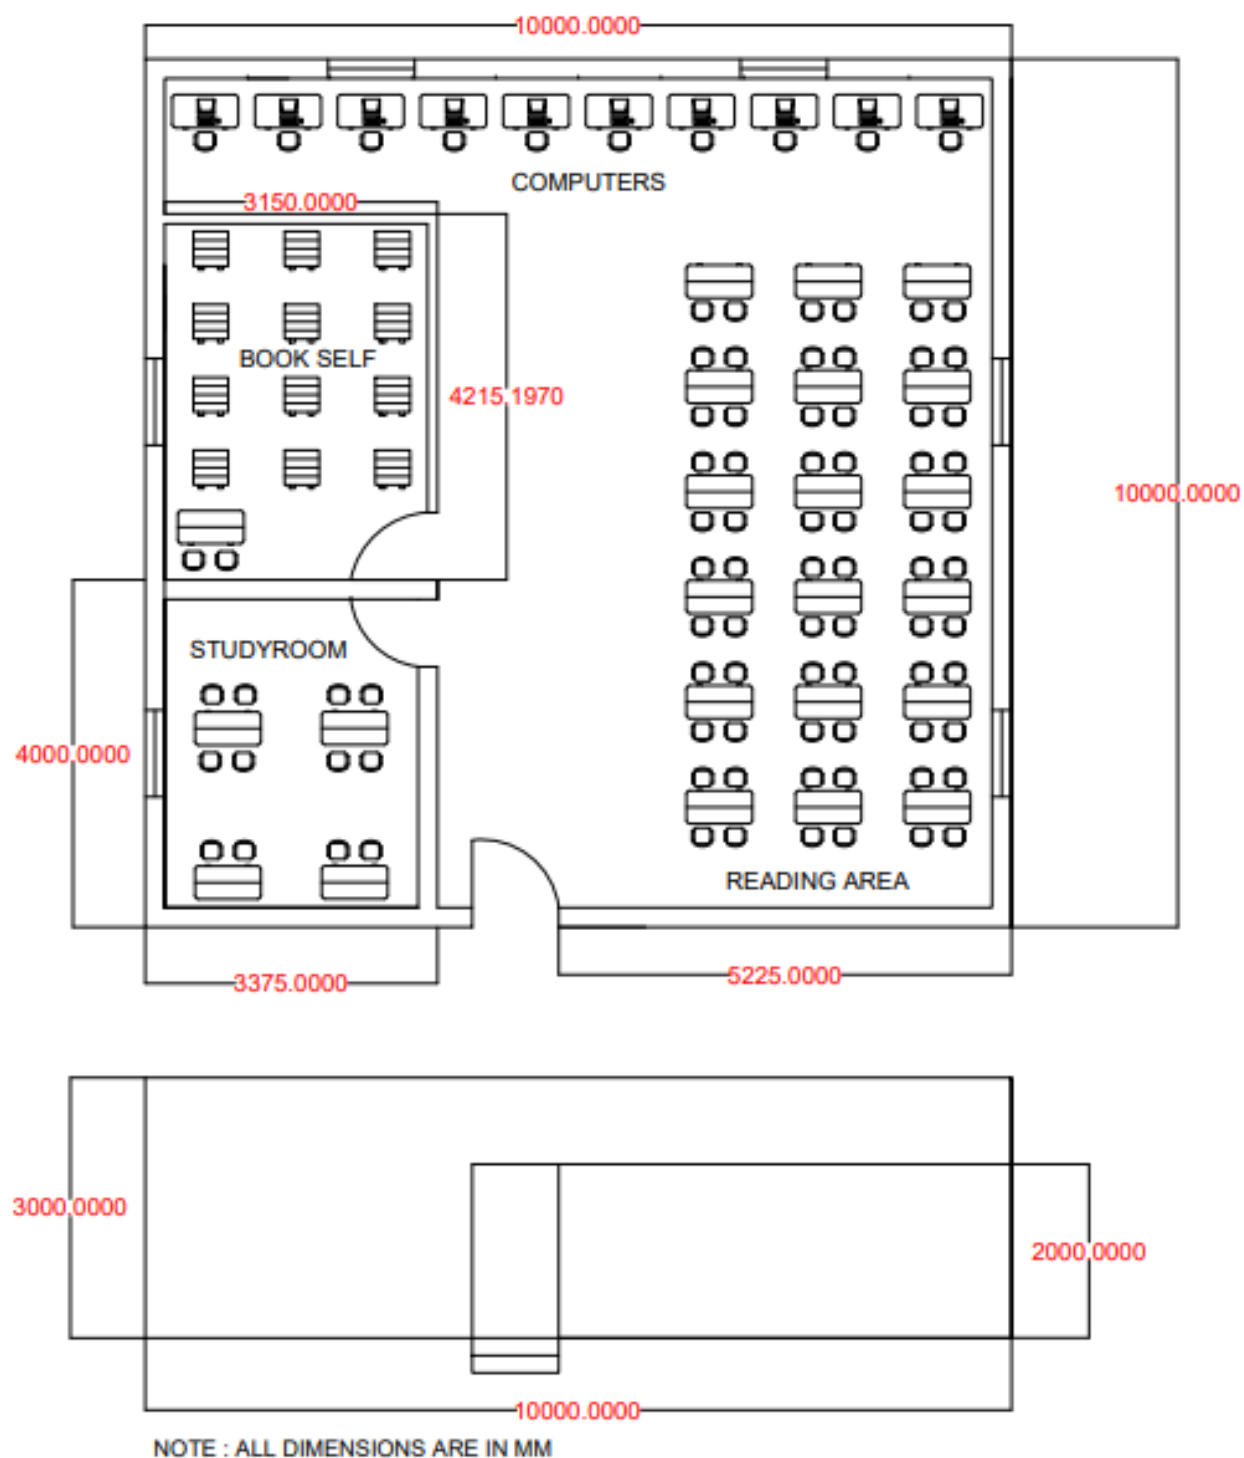 10000.0000
COMPUTERS
3150.0000
BOOK SELF
4215.1970
10000.0000
STUDYROOM
4000.0000
READING AREA
3375.0000
5225.0000
3000.0000
2000.0000
10000.0000
NOTE : ALL DIMENSIONS ARE IN MM